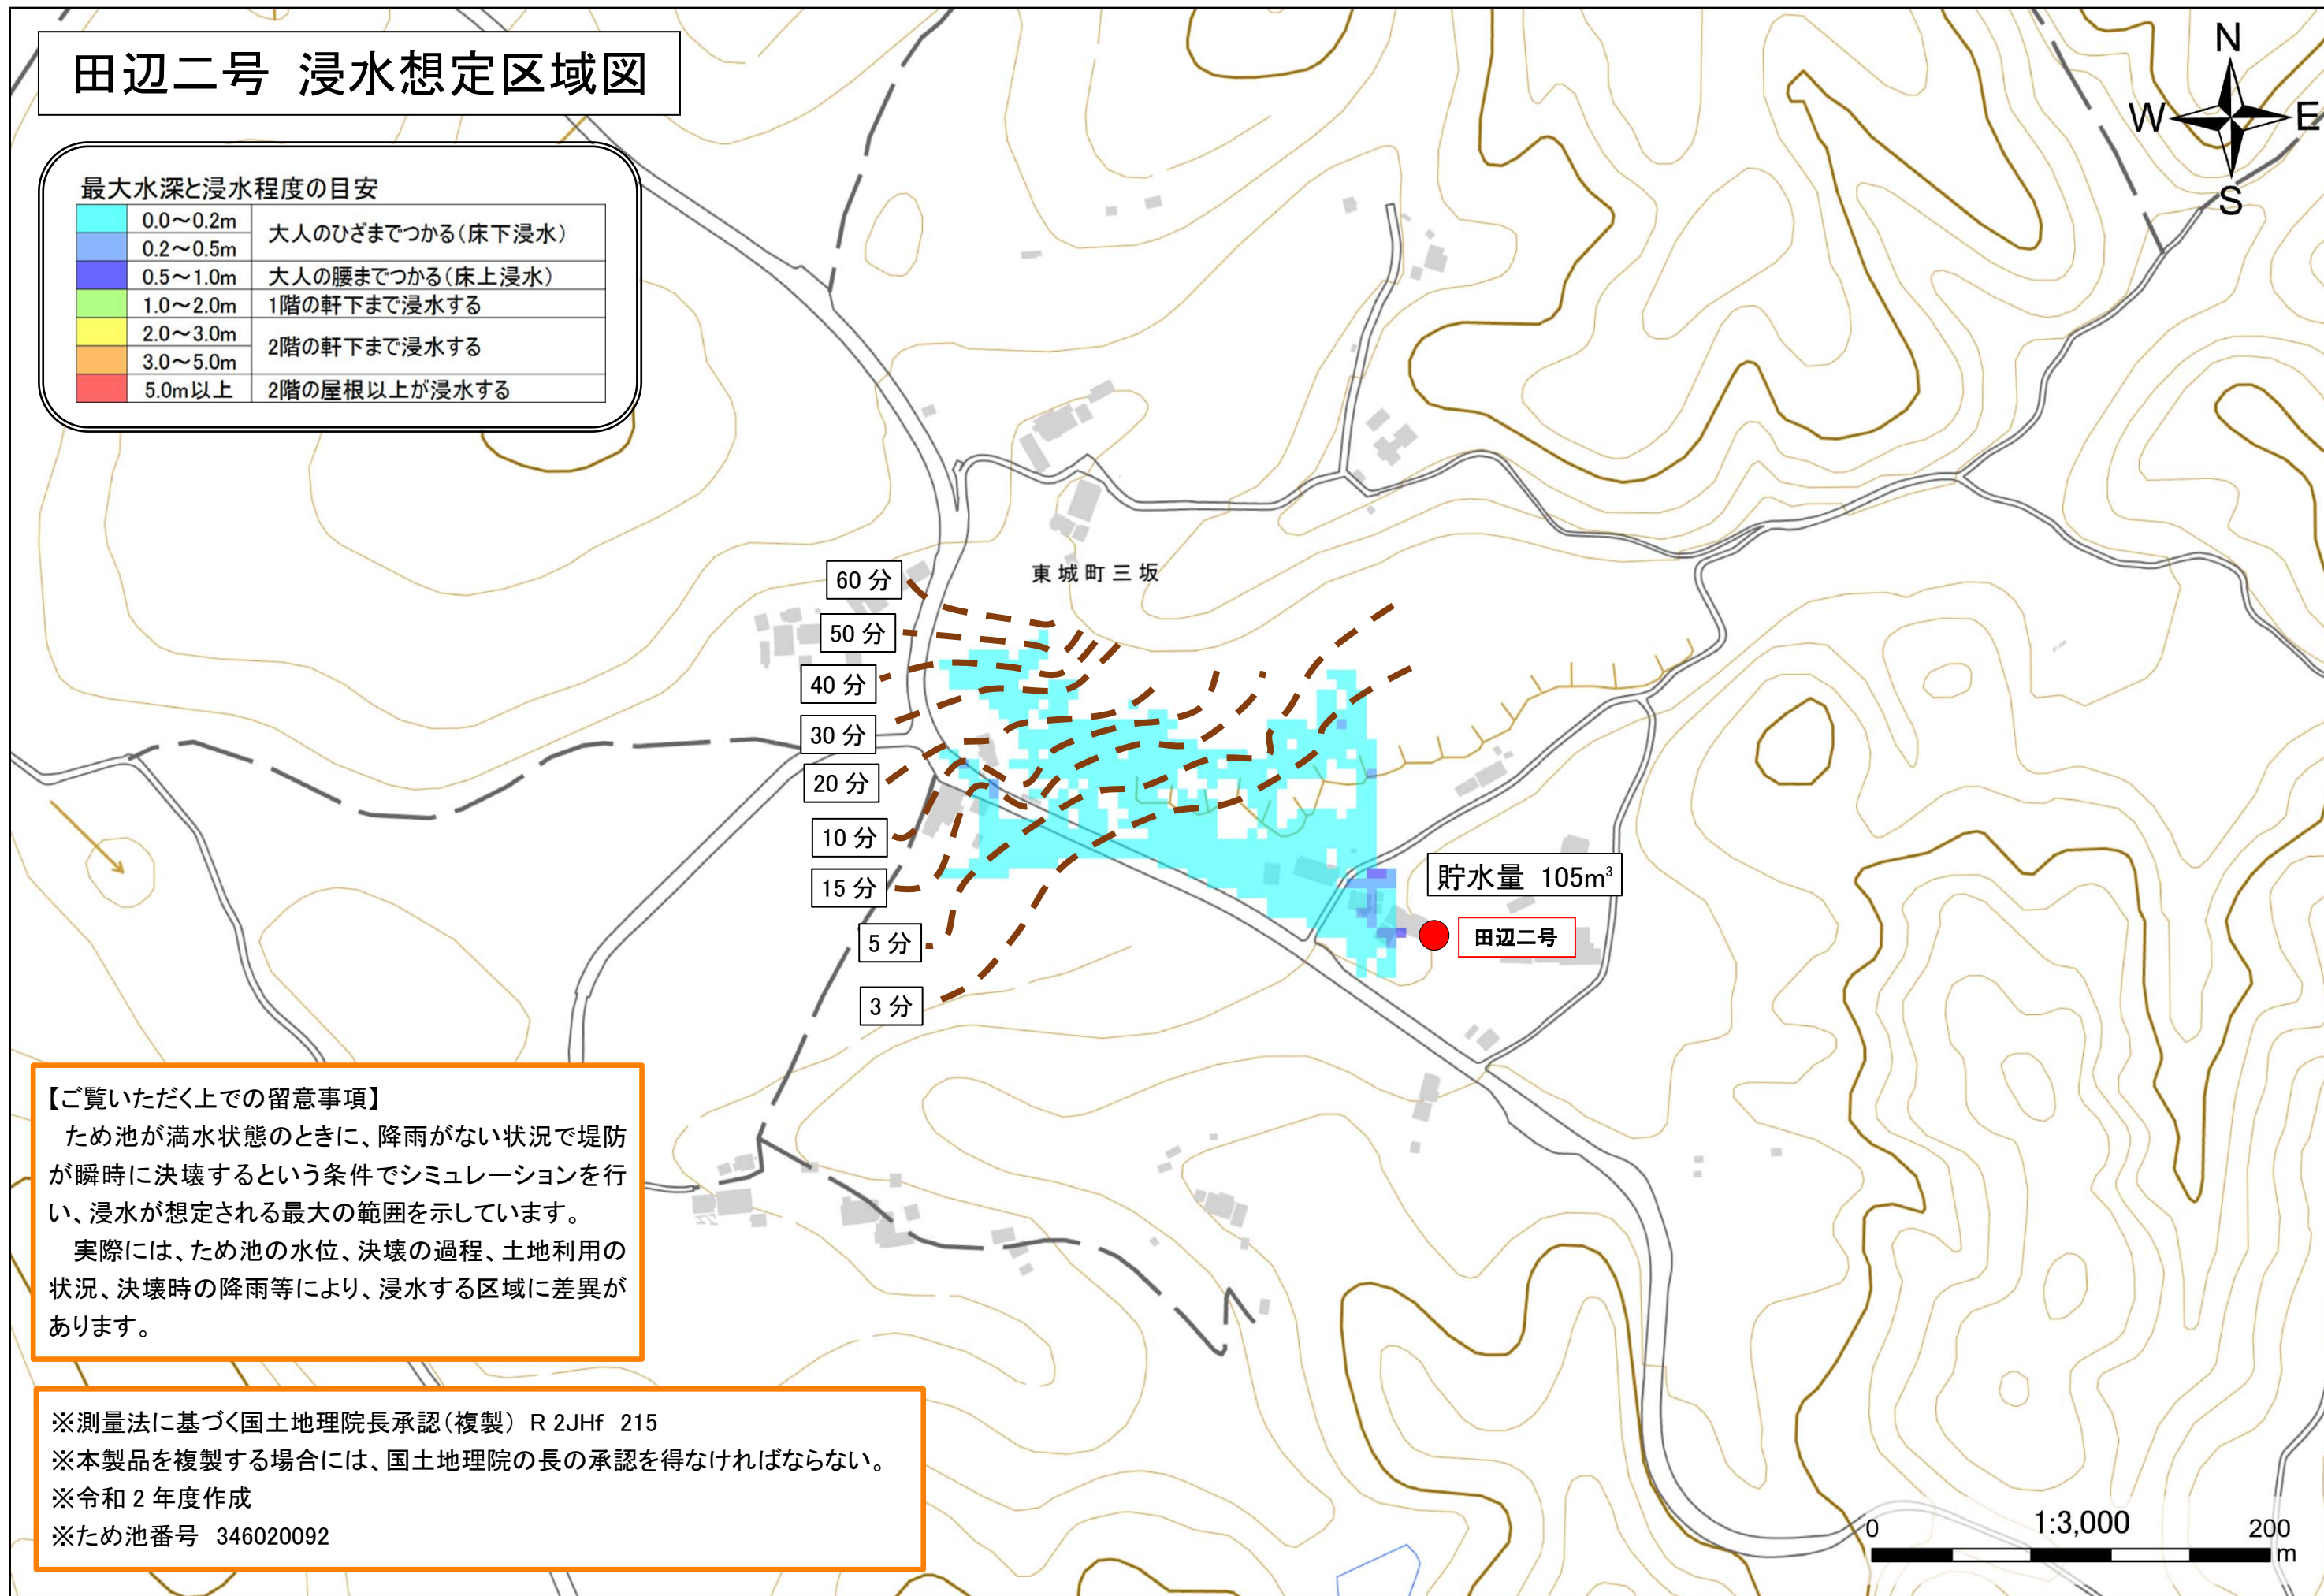 田辺二号 浸水想定区域図
N
W
E
S
最大水深と浸水程度の目安
0.0～0.2m
大人のひざまでつかる(床下浸水)
0.2～0.5m
0.5～1.0m 大人の腰までつかる(床上浸水)
1.0～2.0m 1階の軒下まで浸水する
2.0～3.0m
2階の軒下まで浸水する
3.0～5.0m
5.0m以上 2階の屋根以上が浸水する
東城町三坂
60 分
50 分
40 分
30 分
20 分
10 分
15 分
5 分
3 分
貯水量 105m³
田辺二号
【ご覧いただく上での留意事項】
ため池が満水状態のときに、降雨がない状況で堤防
が瞬時に決壊するという条件でシミュレーションを行
い、浸水が想定される最大の範囲を示しています。
実際には、ため池の水位、決壊の過程、土地利用の
状況、決壊時の降雨等により、浸水する区域に差異が
あります。
※測量法に基づく国土地理院長承認(複製) R 2JHf 215
※本製品を複製する場合には、国土地理院の長の承認を得なければならない。
※令和 2 年度作成
※ため池番号 346020092
0 1:3,000 200
m